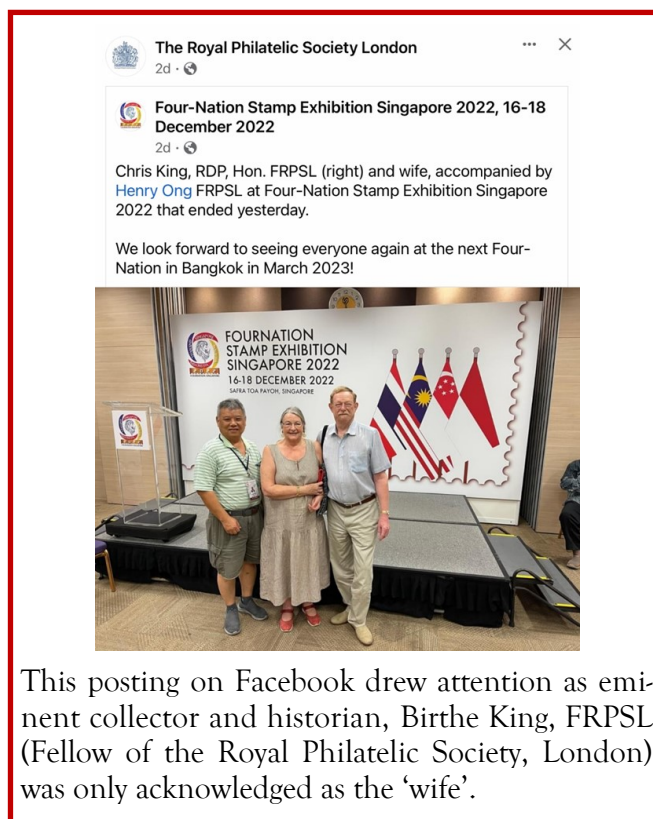 The Royal Philatelic Society London
2d ·
Four-Nation Stamp Exhibition Singapore 2022, 16-18
December 2022
2d ·
Chris King, RDP, Hon. FRPSL (right) and wife, accompanied by
Henry Ong FRPSL at Four-Nation Stamp Exhibition Singapore
2022 that ended yesterday.
We look forward to seeing everyone again at the next Four-
Nation in Bangkok in March 2023!
FOURNATION
STAMP EXHIBITION
SINGAPORE 2022
16-18 DECEMBER 2022
SAFRA TOA PAYOH, SINGAPORE
This posting on Facebook drew attention as emi-
nent collector and historian, Birthe King, FRPSL
(Fellow of the Royal Philatelic Society, London)
was only acknowledged as the ‘wife’.